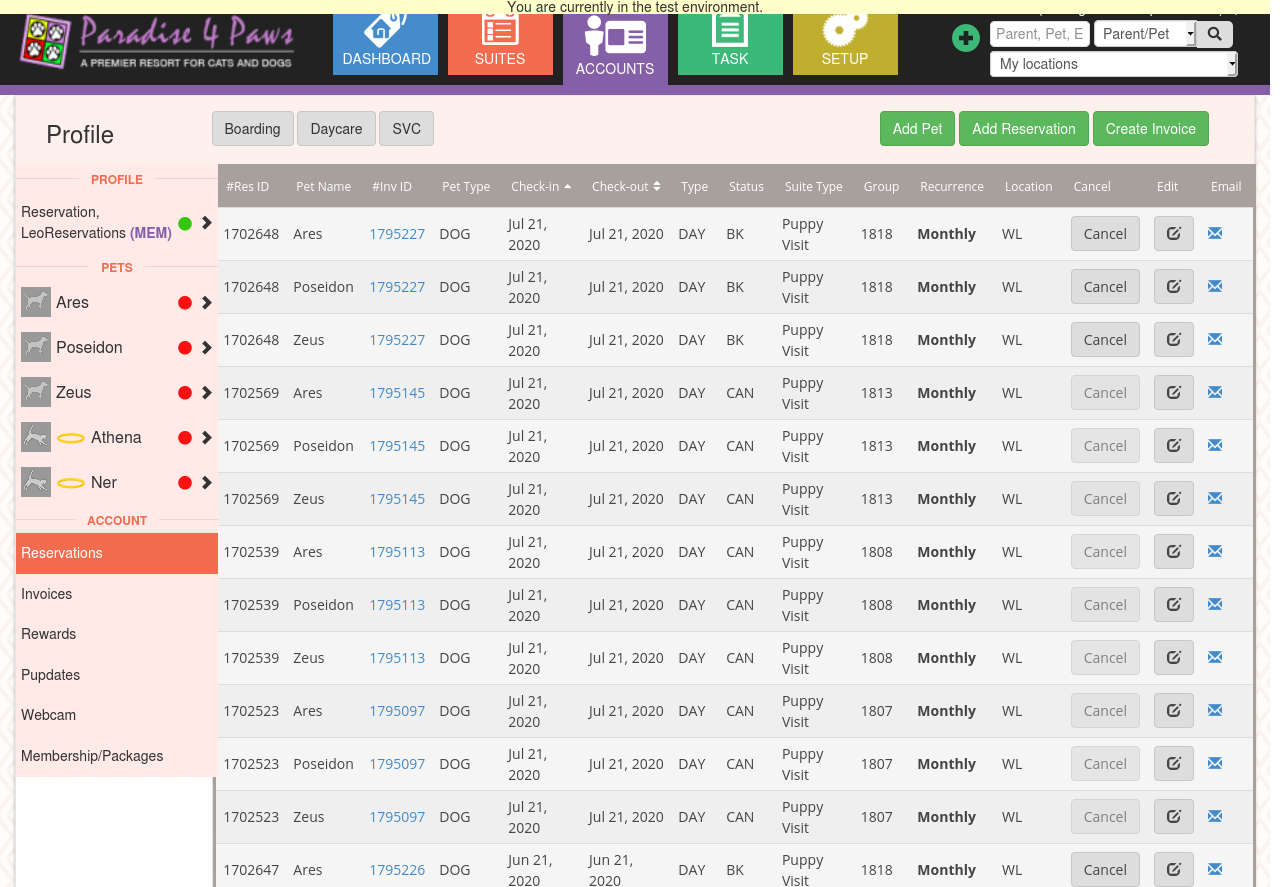 You are currently in the test environment.
Paradise 4 Paws
A PREMIER RESORT FOR CATS AND DOGS
DASHBOARD
SUITES
ACCOUNTS
TASK
SETUP
Parent, Pet, E
Parent/Pet
My locations
Profile
Boarding
Daycare
SVC
Add Pet
Add Reservation
Create Invoice
PROFILE
Reservation,
LeoReservations (MEM)
PETS
Ares
Poseidon
Zeus
Athena
Ner
ACCOUNT
Reservations
Invoices
Rewards
Pupdates
Webcam
Membership/Packages
#Res ID Pet Name #Inv ID Pet Type Check-in Check-out Type Status Suite Type Group Recurrence Location Cancel Edit Email
1702648 Ares 1795227 DOG Jul 21, 2020 Jul 21, 2020 DAY BK Puppy Visit 1818 Monthly WL Cancel
1702648 Poseidon 1795227 DOG Jul 21, 2020 Jul 21, 2020 DAY BK Puppy Visit 1818 Monthly WL Cancel
1702648 Zeus 1795227 DOG Jul 21, 2020 Jul 21, 2020 DAY BK Puppy Visit 1818 Monthly WL Cancel
1702569 Ares 1795145 DOG Jul 21, 2020 Jul 21, 2020 DAY CAN Puppy Visit 1813 Monthly WL Cancel
1702569 Poseidon 1795145 DOG Jul 21, 2020 Jul 21, 2020 DAY CAN Puppy Visit 1813 Monthly WL Cancel
1702569 Zeus 1795145 DOG Jul 21, 2020 Jul 21, 2020 DAY CAN Puppy Visit 1813 Monthly WL Cancel
1702539 Ares 1795113 DOG Jul 21, 2020 Jul 21, 2020 DAY CAN Puppy Visit 1808 Monthly WL Cancel
1702539 Poseidon 1795113 DOG Jul 21, 2020 Jul 21, 2020 DAY CAN Puppy Visit 1808 Monthly WL Cancel
1702539 Zeus 1795113 DOG Jul 21, 2020 Jul 21, 2020 DAY CAN Puppy Visit 1808 Monthly WL Cancel
1702523 Ares 1795097 DOG Jul 21, 2020 Jul 21, 2020 DAY CAN Puppy Visit 1807 Monthly WL Cancel
1702523 Poseidon 1795097 DOG Jul 21, 2020 Jul 21, 2020 DAY CAN Puppy Visit 1807 Monthly WL Cancel
1702523 Zeus 1795097 DOG Jul 21, 2020 Jul 21, 2020 DAY CAN Puppy Visit 1807 Monthly WL Cancel
1702647 Ares 1795226 DOG Jun 21, 2020 Jun 21, 2020 DAY BK Puppy Visit 1818 Monthly WL Cancel